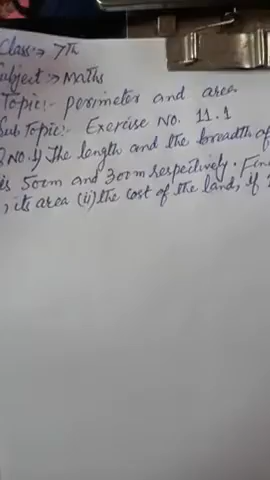 Class:→ 7Th
Subject:→ Maths
Topic:- perimeter and area
Sub Topic:- Exercise No. 11.1
No.1) The length and the breadth of
is 500m and 300m respectively. Fin
, its area (ii) the cost of the land, if